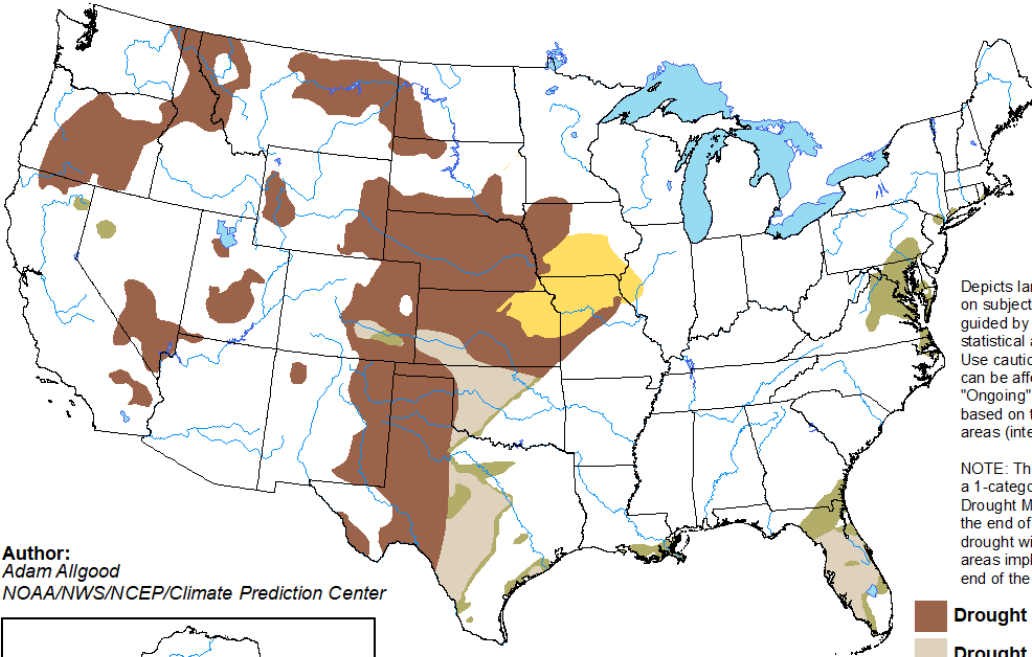 Depicts lar
on subject
guided by
statistical a
Use cautio
can be affe
"Ongoing"
based on t
areas (inte
NOTE: Th
a 1-catego
Drought M
the end of
drought wi
areas impl
end of the
Author:
Adam Allgood
NOAA/NWS/NCEP/Climate Prediction Center
Drought
Drought